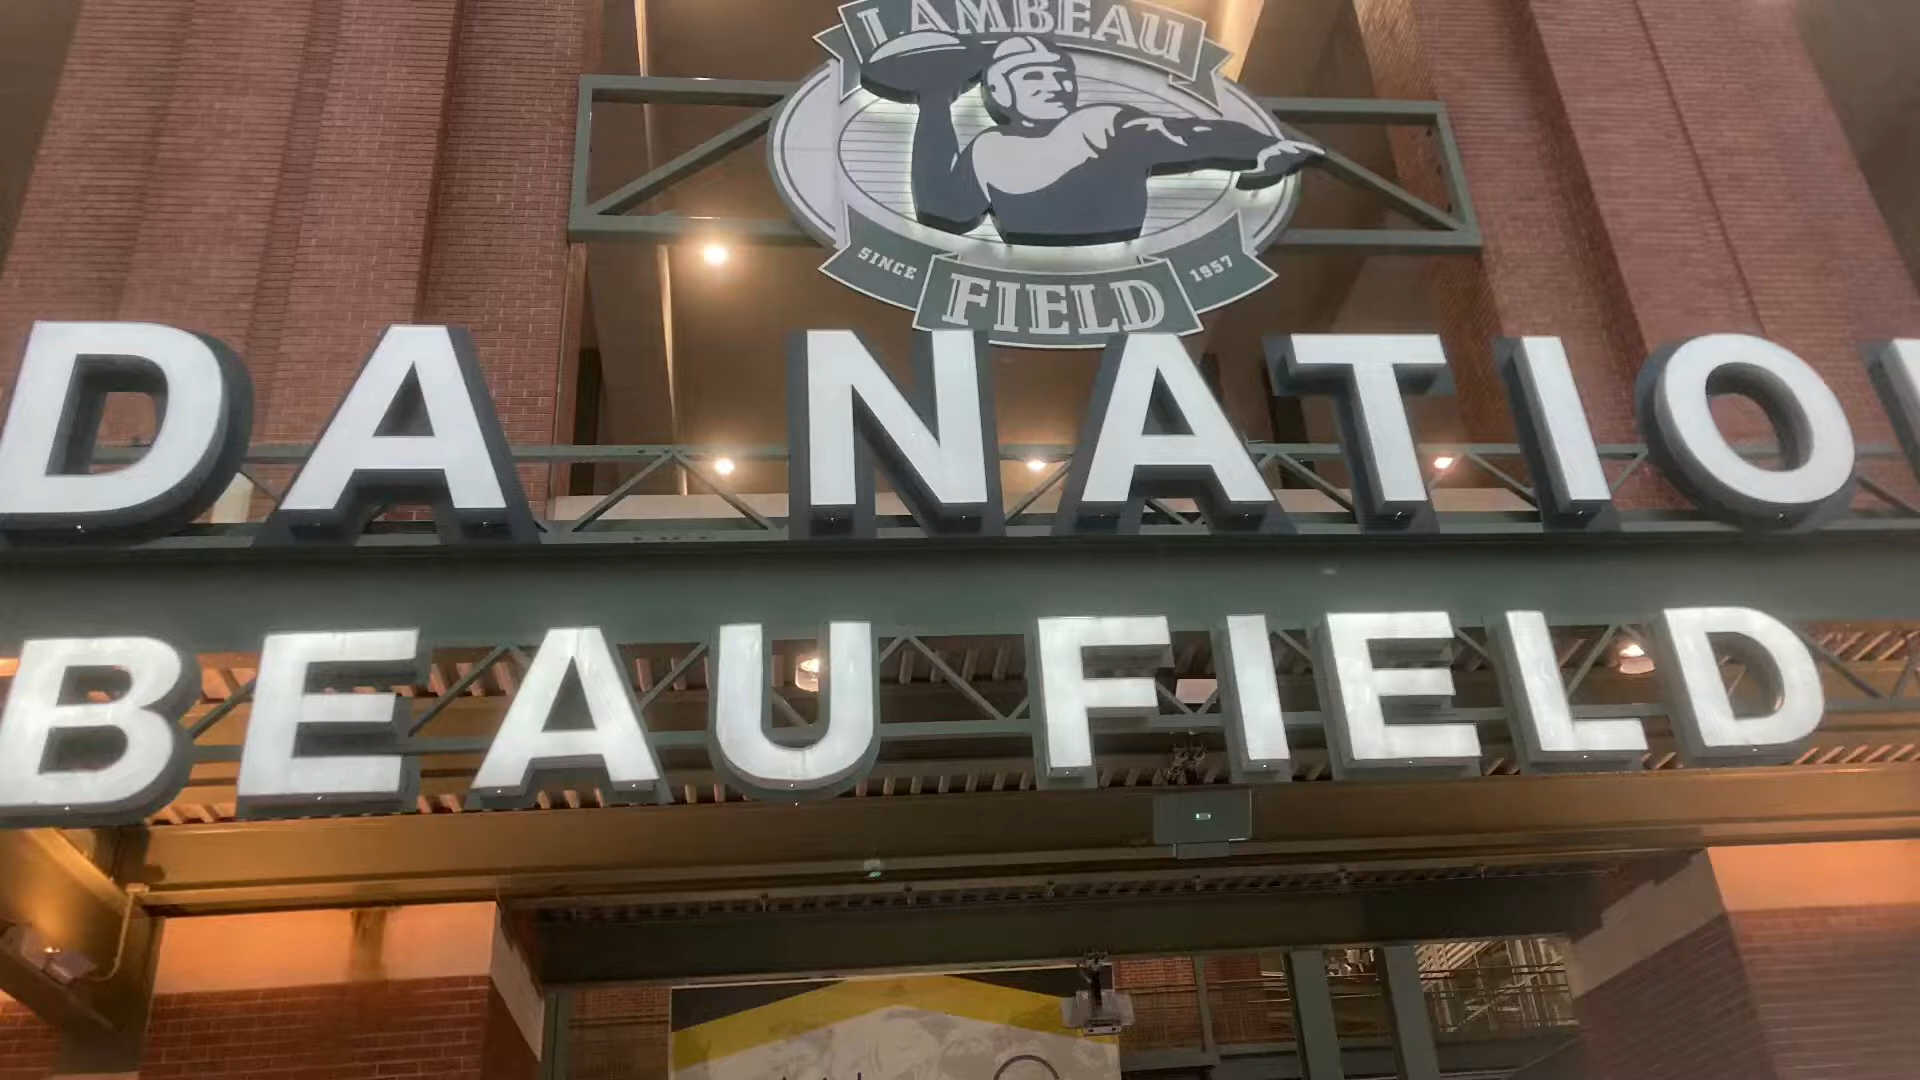 LAMBEAU
SINCE 1957
FIELD
DA NATIO
BEAU FIELD